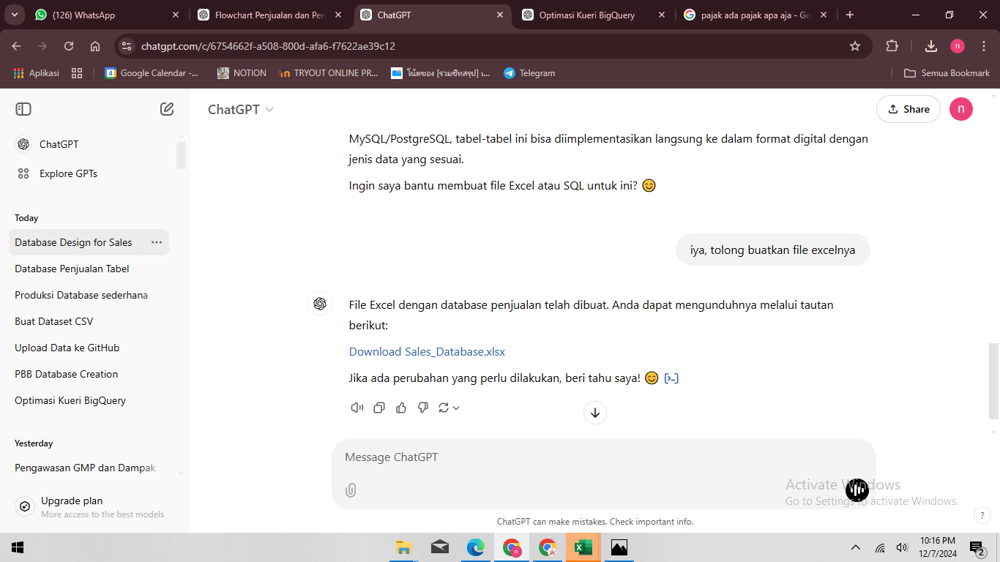 (126) WhatsApp
Flowchart Penjualan dan Pen
ChatGPT
Optimasi Kueri BigQuery
pajak ada pajak apa aja - Go
chatgpt.com/c/6754662f-a508-800d-afa6-f7622ae39c12
n
Aplikasi
4
Google Calendar -...
NOTION
TRYOUT ONLINE PR...
โน้ตของ [รวมชีทสรุป] เ...
Telegram
Semua Bookmark
ChatGPT
Explore GPTs
Today
Database Design for Sales
Database Penjualan Tabel
Produksi Database sederhana
Buat Dataset CSV
Upload Data ke GitHub
PBB Database Creation
Optimasi Kueri BigQuery
Yesterday
Pengawasan GMP dan Dampak
Upgrade plan
More access to the best models
ChatGPT
Share
n
MySQL/PostgreSQL, tabel-tabel ini bisa diimplementasikan langsung ke dalam format digital dengan
jenis data yang sesuai.
Ingin saya bantu membuat file Excel atau SQL untuk ini? 😊
iya, tolong buatkan file excelnya
File Excel dengan database penjualan telah dibuat. Anda dapat mengunduhnya melalui tautan
berikut:
Download Sales_Database.xlsx
Jika ada perubahan yang perlu dilakukan, beri tahu saya! 😊 [>-]
Message ChatGPT
Activate Windows
Go to Settings to activate Windows.
ChatGPT can make mistakes. Check important info.
?
10:16 PM
12/7/2024
2